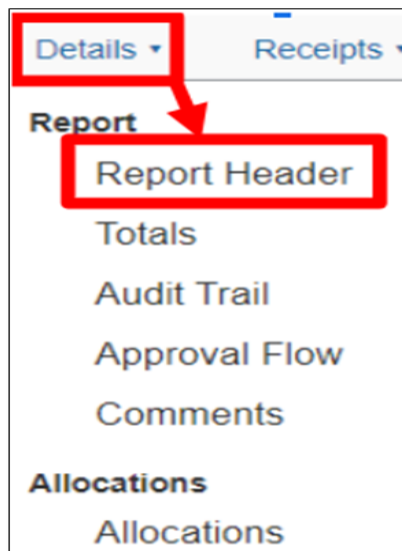 Details Receipts
Report
Report Header
Totals
Audit Trail
Approval Flow
Comments
Allocations
Allocations